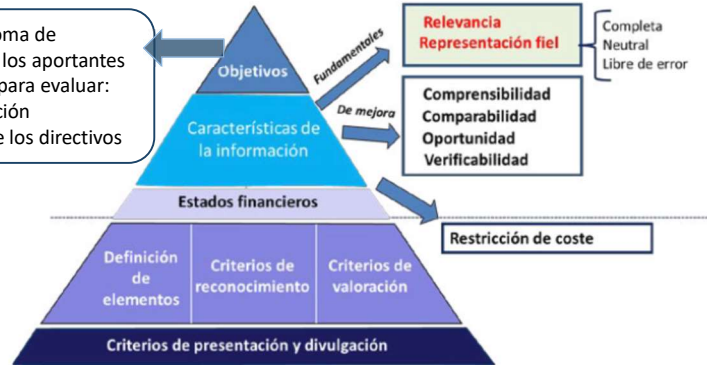 oma de
los aportantes
para evaluar:
ción
e los directivos
Objetivos
Fundamentales
Relevancia
Representación fiel
Completa
Neutral
Libre de error
Características de
la información
De mejora
Comprensibilidad
Comparabilidad
Oportunidad
Verificabilidad
Estados financieros
Restricción de coste
Definición
de
elementos
Criterios de
reconocimiento
Criterios de
valoración
Criterios de presentación y divulgación